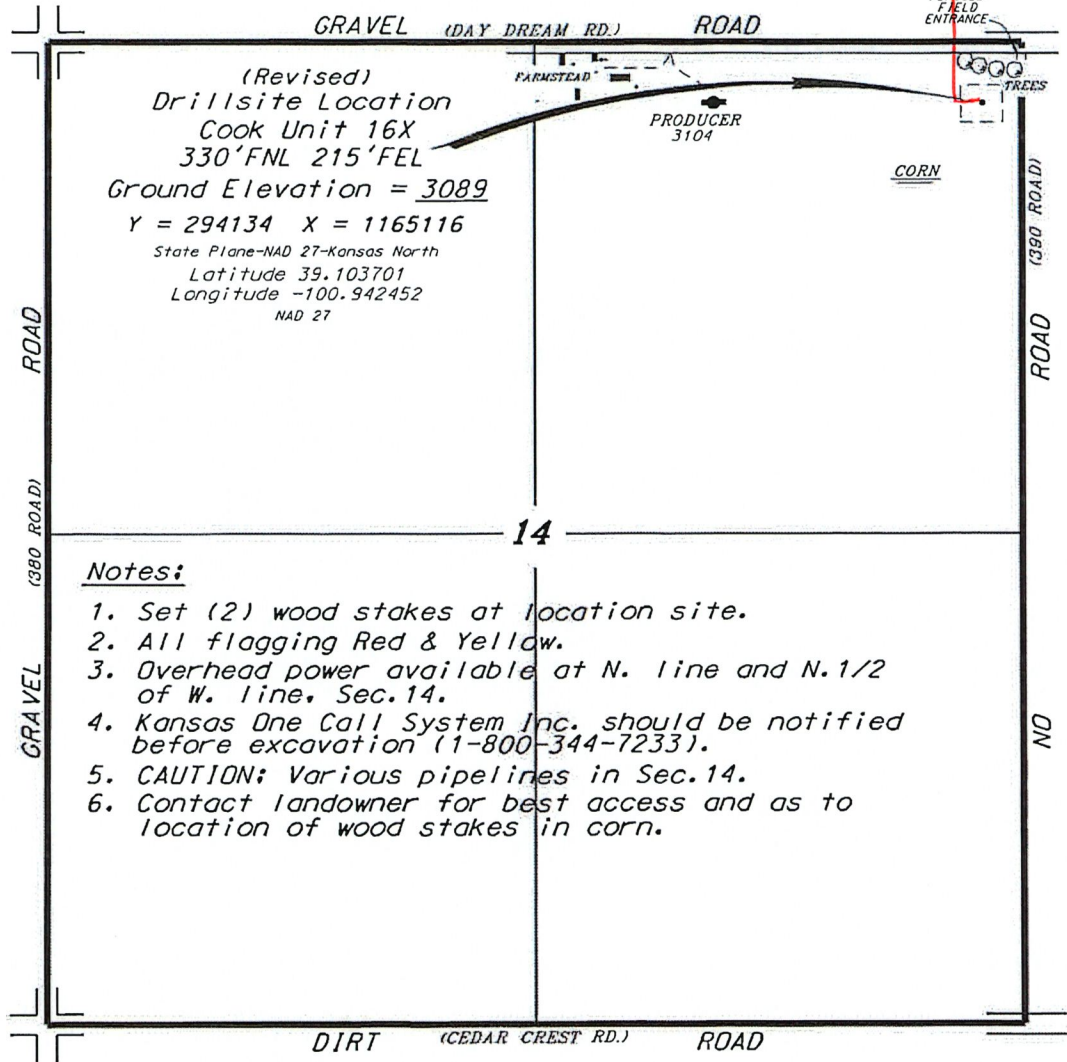 GRAVEL (DAY DREAM RD.) ROAD
FIELD
ENTRANCE
(Revised)
Drillsite Location
Cook Unit 16X
330'FNL 215'FEL
Ground Elevation = 3089
Y = 294134 X = 1165116
State Plane-NAD 27-Kansas North
Latitude 39.103701
Longitude -100.942452
NAD 27
FARMSTEAD
PRODUCER
3104
TREES
CORN
(390 ROAD)
ROAD
NO
ROAD
(380 ROAD)
GRAVEL
14
Notes:
1. Set (2) wood stakes at location site.
2. All flagging Red & Yellow.
3. Overhead power available at N. line and N.1/2
of W. line, Sec.14.
4. Kansas One Call System Inc. should be notified
before excavation (1-800-344-7233).
5. CAUTION: Various pipelines in Sec.14.
6. Contact landowner for best access and as to
location of wood stakes in corn.
DIRT (CEDAR CREST RD.) ROAD